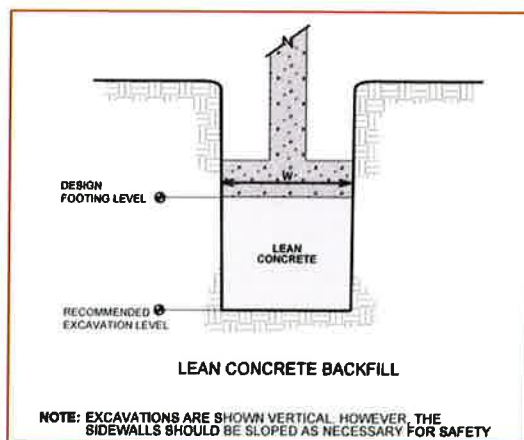 DESIGN
FOOTING LEVEL
W
LEAN
CONCRETE
RECOMMENDED
EXCAVATION LEVEL
LEAN CONCRETE BACKFILL
NOTE: EXCAVATIONS ARE SHOWN VERTICAL. HOWEVER, THE
SIDEWALLS SHOULD BE SLOPED AS NECESSARY FOR SAFETY